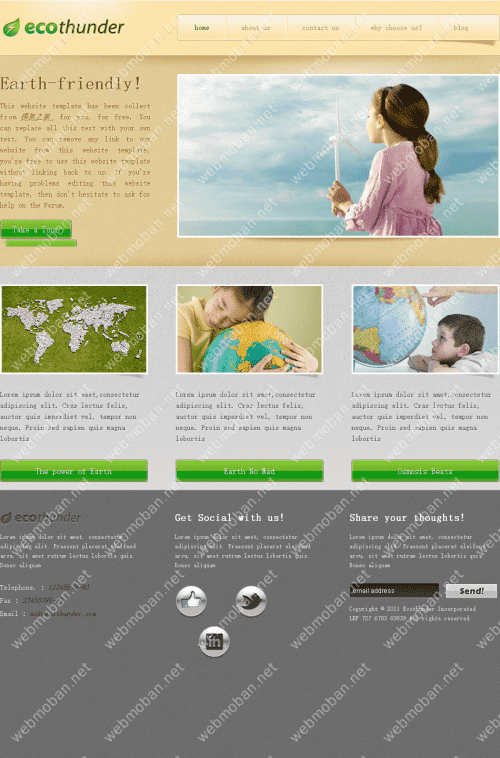 ecothunder
home about us contact us why choose us? blog
Earth-friendly!
This website template has been collect
from 模板之家 for you, for free. You
can replace all this text with your own
text. You can remove any link to our
website from this website template,
you're free to use this website template
without linking back to us. If you're
having problems editing this website
template, then don't hesitate to ask for
help on the Forum.
Take a Tour
Lorem ipsum dolor sit amet, consectetur
adipiscing elit. Cras lectus felis,
auctor quis imperdiet vel, tempor non
neque. Proin sed sapien quis magna
lobortis
Lorem ipsum dolor sit amet, consectetur
adipiscing elit. Cras lectus felis,
auctor quis imperdiet vel, tempor non
neque. Proin sed sapien quis magna
lobortis
Lorem ipsum dolor sit amet, consectetur
adipiscing elit. Cras lectus felis,
auctor quis imperdiet vel, tempor non
neque. Proin sed sapien quis magna
lobortis
The power of Earth
Earth No Mad
Osmosis Beats
ecothunder
Lorem ipsum dolor sit amet, consectetur
adipiscing elit. Praesent placerat eleifend
arcu, sit amet rutrum lectus lobortis quis.
Donec aliquam
Telephone. :
Fax :
Email :
Get Social with us!
Lorem ipsum dolor sit amet, consectetur
adipiscing elit. Praesent placerat eleifend
arcu, sit amet rutrum lectus lobortis quis.
Donec aliquam
in
Share your thoughts!
Lorem ipsum dolor sit amet, consectetur
adipiscing elit. Praesent placerat eleifend
arcu, sit amet rutrum lectus lobortis quis.
Donec aliquam
email address
Send!
Copyright © 2011 Ecothunder Incorporated
All rights reserved
webmoban.net